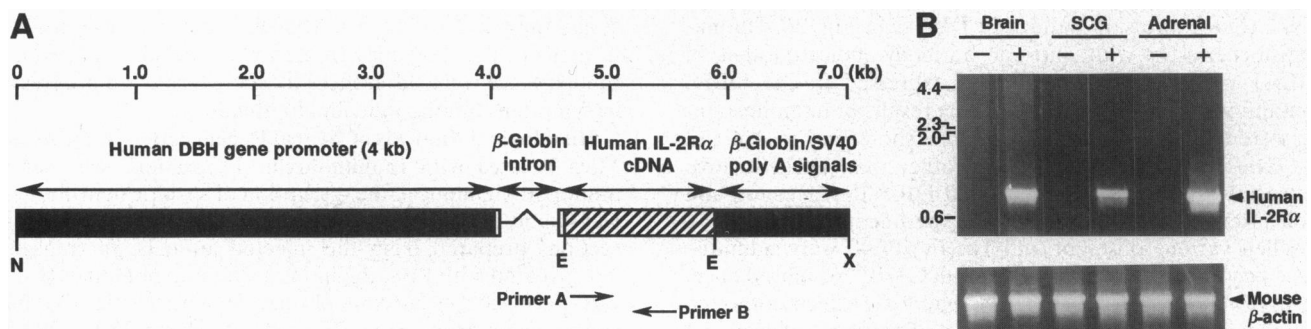 A
0 1.0 2.0 3.0 4.0 5.0 6.0 7.0 (kb)
Human DBH gene promoter (4 kb)
β-Globin intron
Human IL-2Rα cDNA
β-Globin/SV40 poly A signals
N E E X
Primer A
Primer B
B
Brain SCG Adrenal
– + – + – +
4.4
2.3
2.0
0.6
Human IL-2Rα
Mouse β-actin